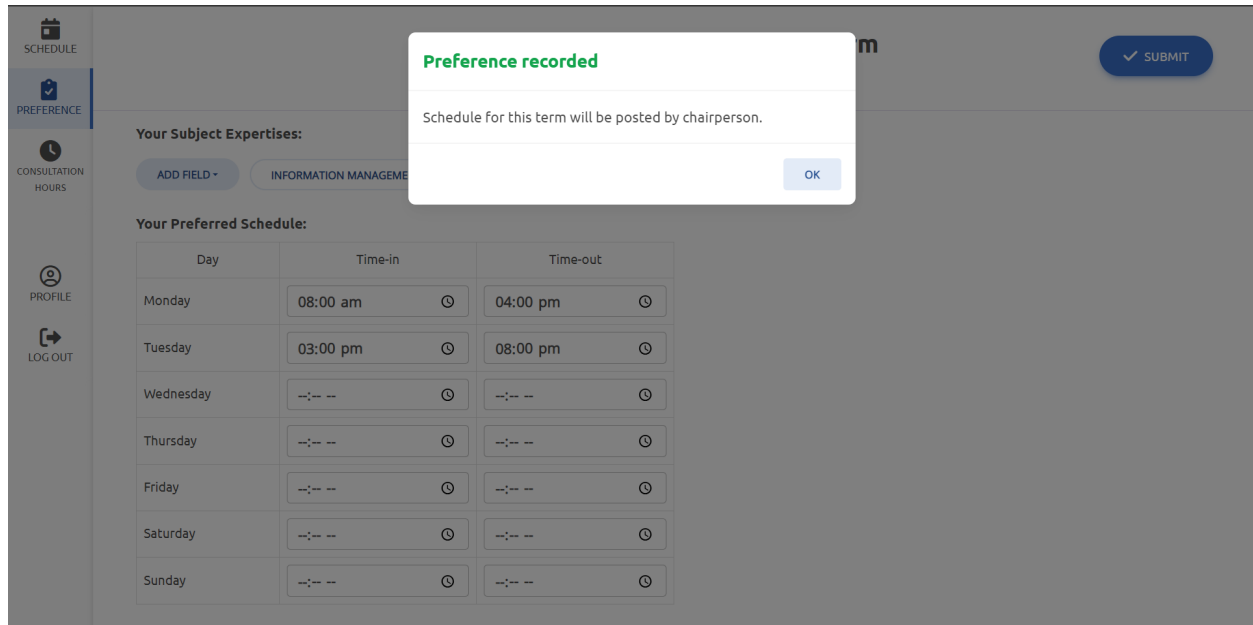 SCHEDULE
PREFERENCE
CONSULTATION
HOURS
PROFILE
LOG OUT
SUBMIT
Preference recorded
Schedule for this term will be posted by chairperson.
OK
Your Subject Expertises:
ADD FIELD
Your Preferred Schedule:
Day Time-in Time-out
Monday 08:00 am 04:00 pm
Tuesday 03:00 pm 08:00 pm
Wednesday --:-- -- --:-- --
Thursday --:-- -- --:-- --
Friday --:-- -- --:-- --
Saturday --:-- -- --:-- --
Sunday --:-- -- --:-- --